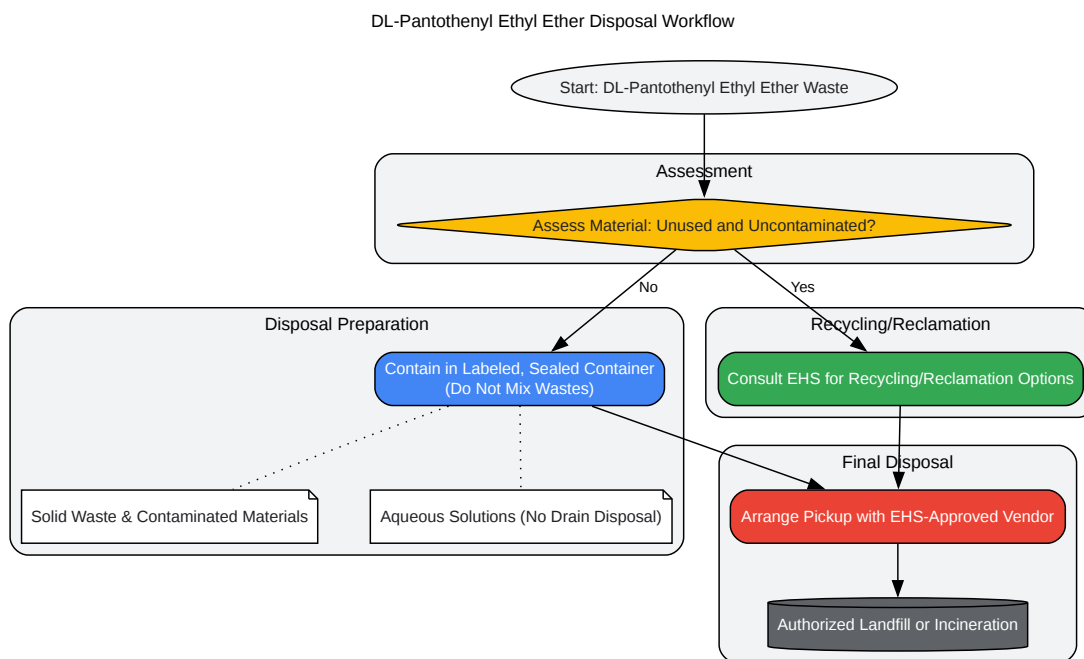 DL-Pantothenyl Ethyl Ether Disposal Workflow
Start: DL-Pantothenyl Ethyl Ether Waste
Assessment
Assess Material: Unused and Uncontaminated?
No
Yes
Disposal Preparation
Contain in Labeled, Sealed Container
(Do Not Mix Wastes)
Solid Waste & Contaminated Materials
Aqueous Solutions (No Drain Disposal)
Recycling/Reclamation
Consult EHS for Recycling/Reclamation Options
Final Disposal
Arrange Pickup with EHS-Approved Vendor
Authorized Landfill or Incineration